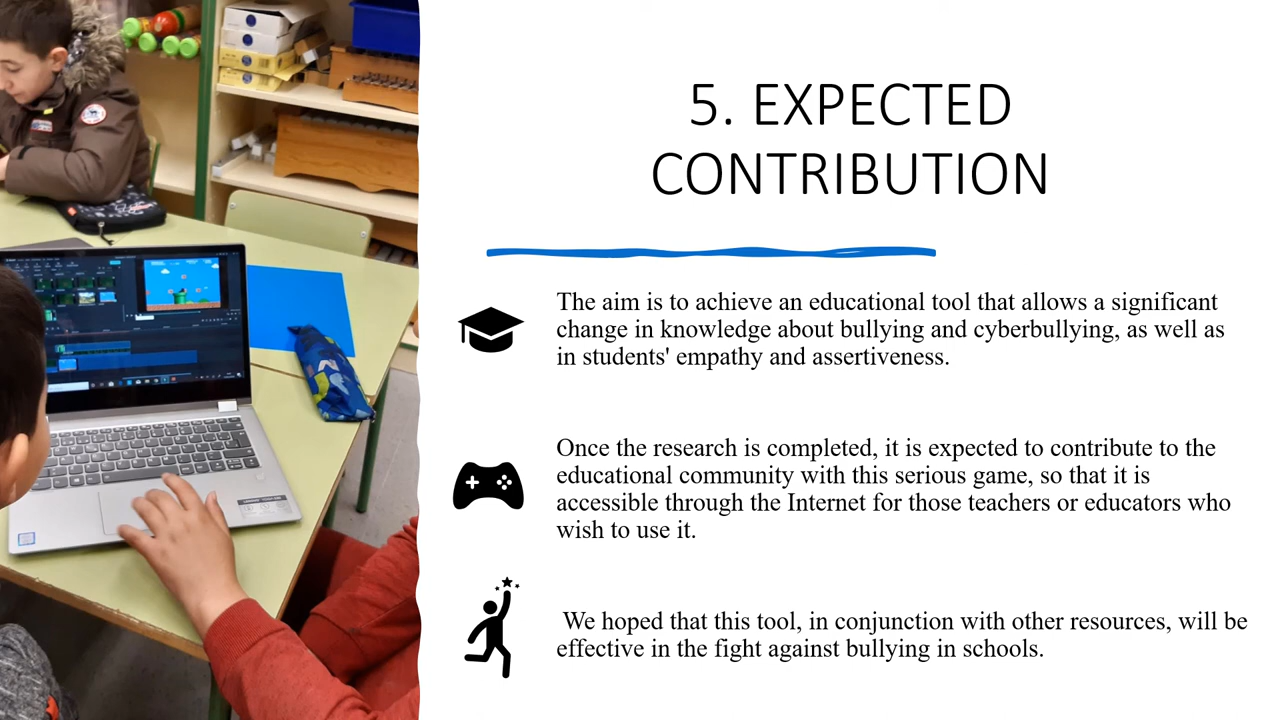 5. EXPECTED
CONTRIBUTION
The aim is to achieve an educational tool that allows a significant
change in knowledge about bullying and cyberbullying, as well as
in students' empathy and assertiveness.
Once the research is completed, it is expected to contribute to the
educational community with this serious game, so that it is
accessible through the Internet for those teachers or educators who
wish to use it.
We hoped that this tool, in conjunction with other resources, will be
effective in the fight against bullying in schools.